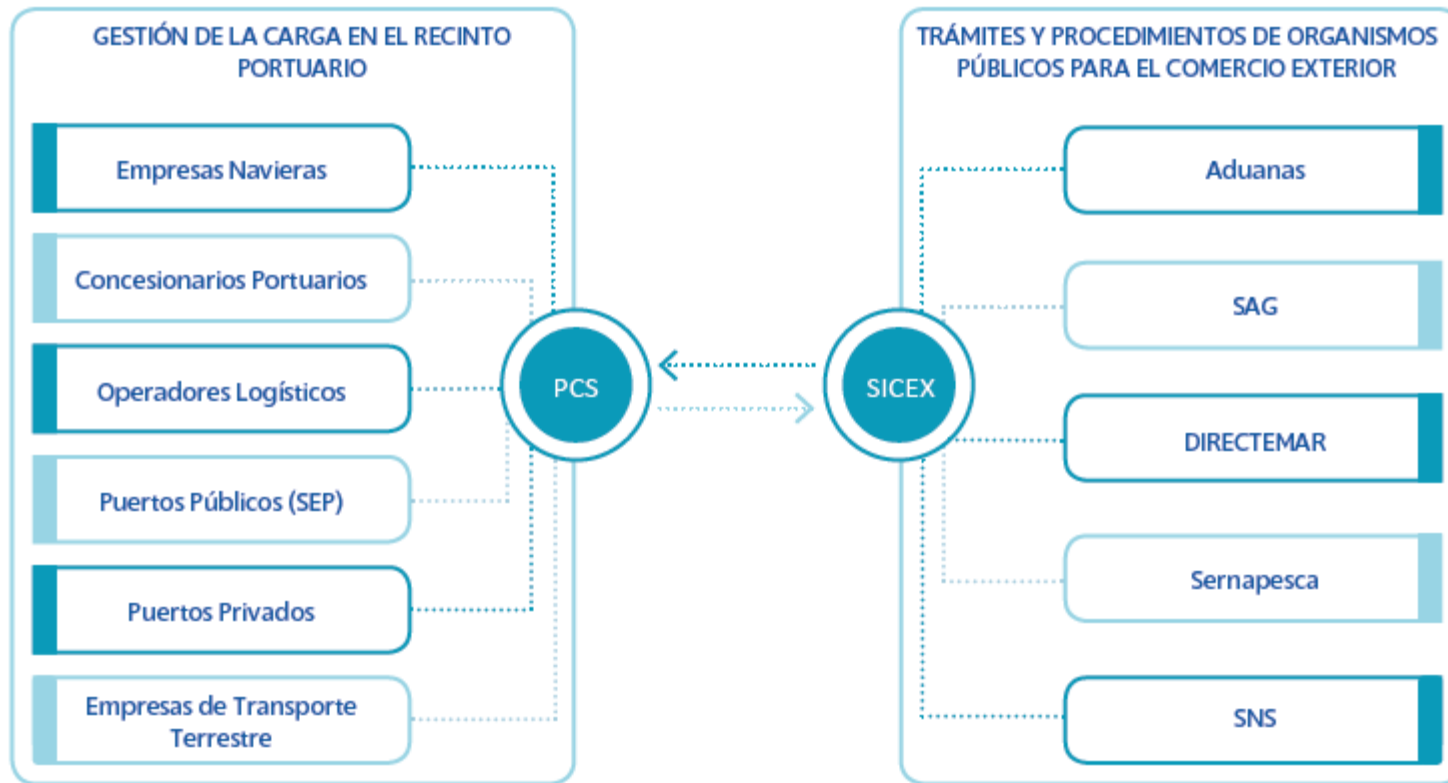 GESTIÓN DE LA CARGA EN EL RECINTO
PORTUARIO
Empresas Navieras
Concesionarios Portuarios
Operadores Logísticos
Puertos Públicos (SEP)
Puertos Privados
Empresas de Transporte
Terrestre
PCS
SICEX
TRÁMITES Y PROCEDIMIENTOS DE ORGANISMOS
PÚBLICOS PARA EL COMERCIO EXTERIOR
Aduanas
SAG
DIRECTEMAR
Sernapesca
SNS